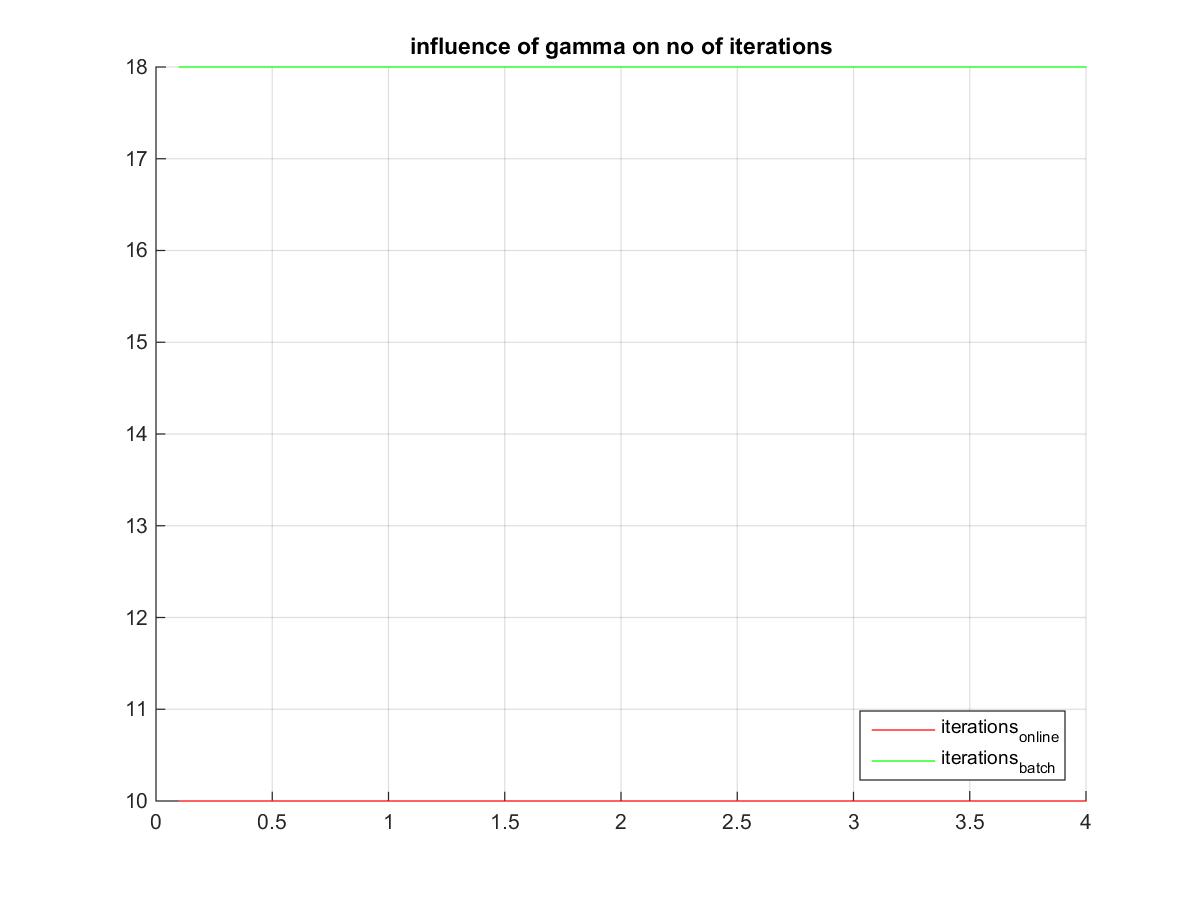 influence of gamma on no of iterations
18
17
16
15
14
13
12
11
10
iterations_online
iterations_batch
0 0.5 1 1.5 2 2.5 3 3.5 4